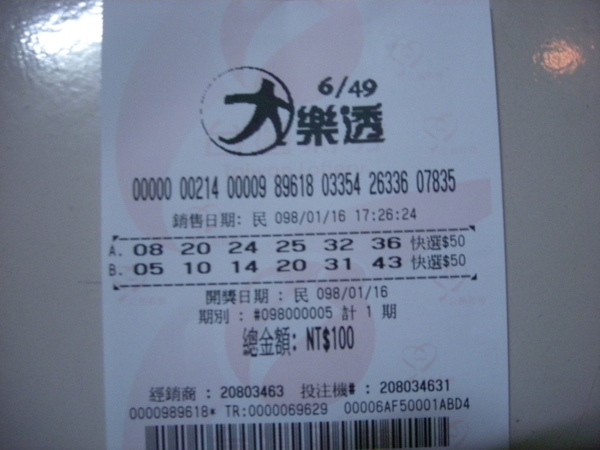 6/49
大樂透
00000 00214 00009 89618 03354 26336 07835
銷售日期: 民 098/01/16 17:26:24
A. 08 20 24 25 32 36 快選$50
B. 05 10 14 20 31 43 快選$50
開獎日期 : 民 098/01/16
期別 : #098000005 計 1 期
總金額: NT$100
經銷商 : 20803463 投注機# : 208034631
0000989618* TR:0000069629 00006AF50001ABD4